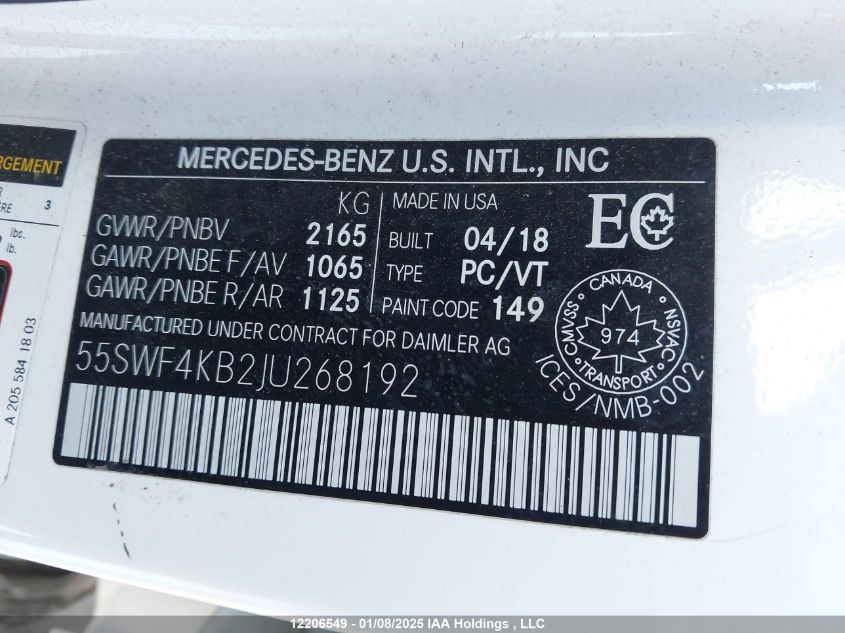 RGEMENT
3
lbs.
lb.
A 205 584 18 03
MERCEDES-BENZ U.S. INTL., INC
KG
GVWR/PNBV 2165
GAWR/PNBE F/AV 1065
GAWR/PNBE R/AR 1125
MADE IN USA
BUILT 04/18
TYPE PC/VT
PAINT CODE 149
EC
CANADA
CMVSS 974 NSVAC
TRANSPORT
ICES/NMB-002
MANUFACTURED UNDER CONTRACT FOR DAIMLER AG
55SWF4KB2JU268192
12206549 - 01/08/2025 IAA Holdings , LLC